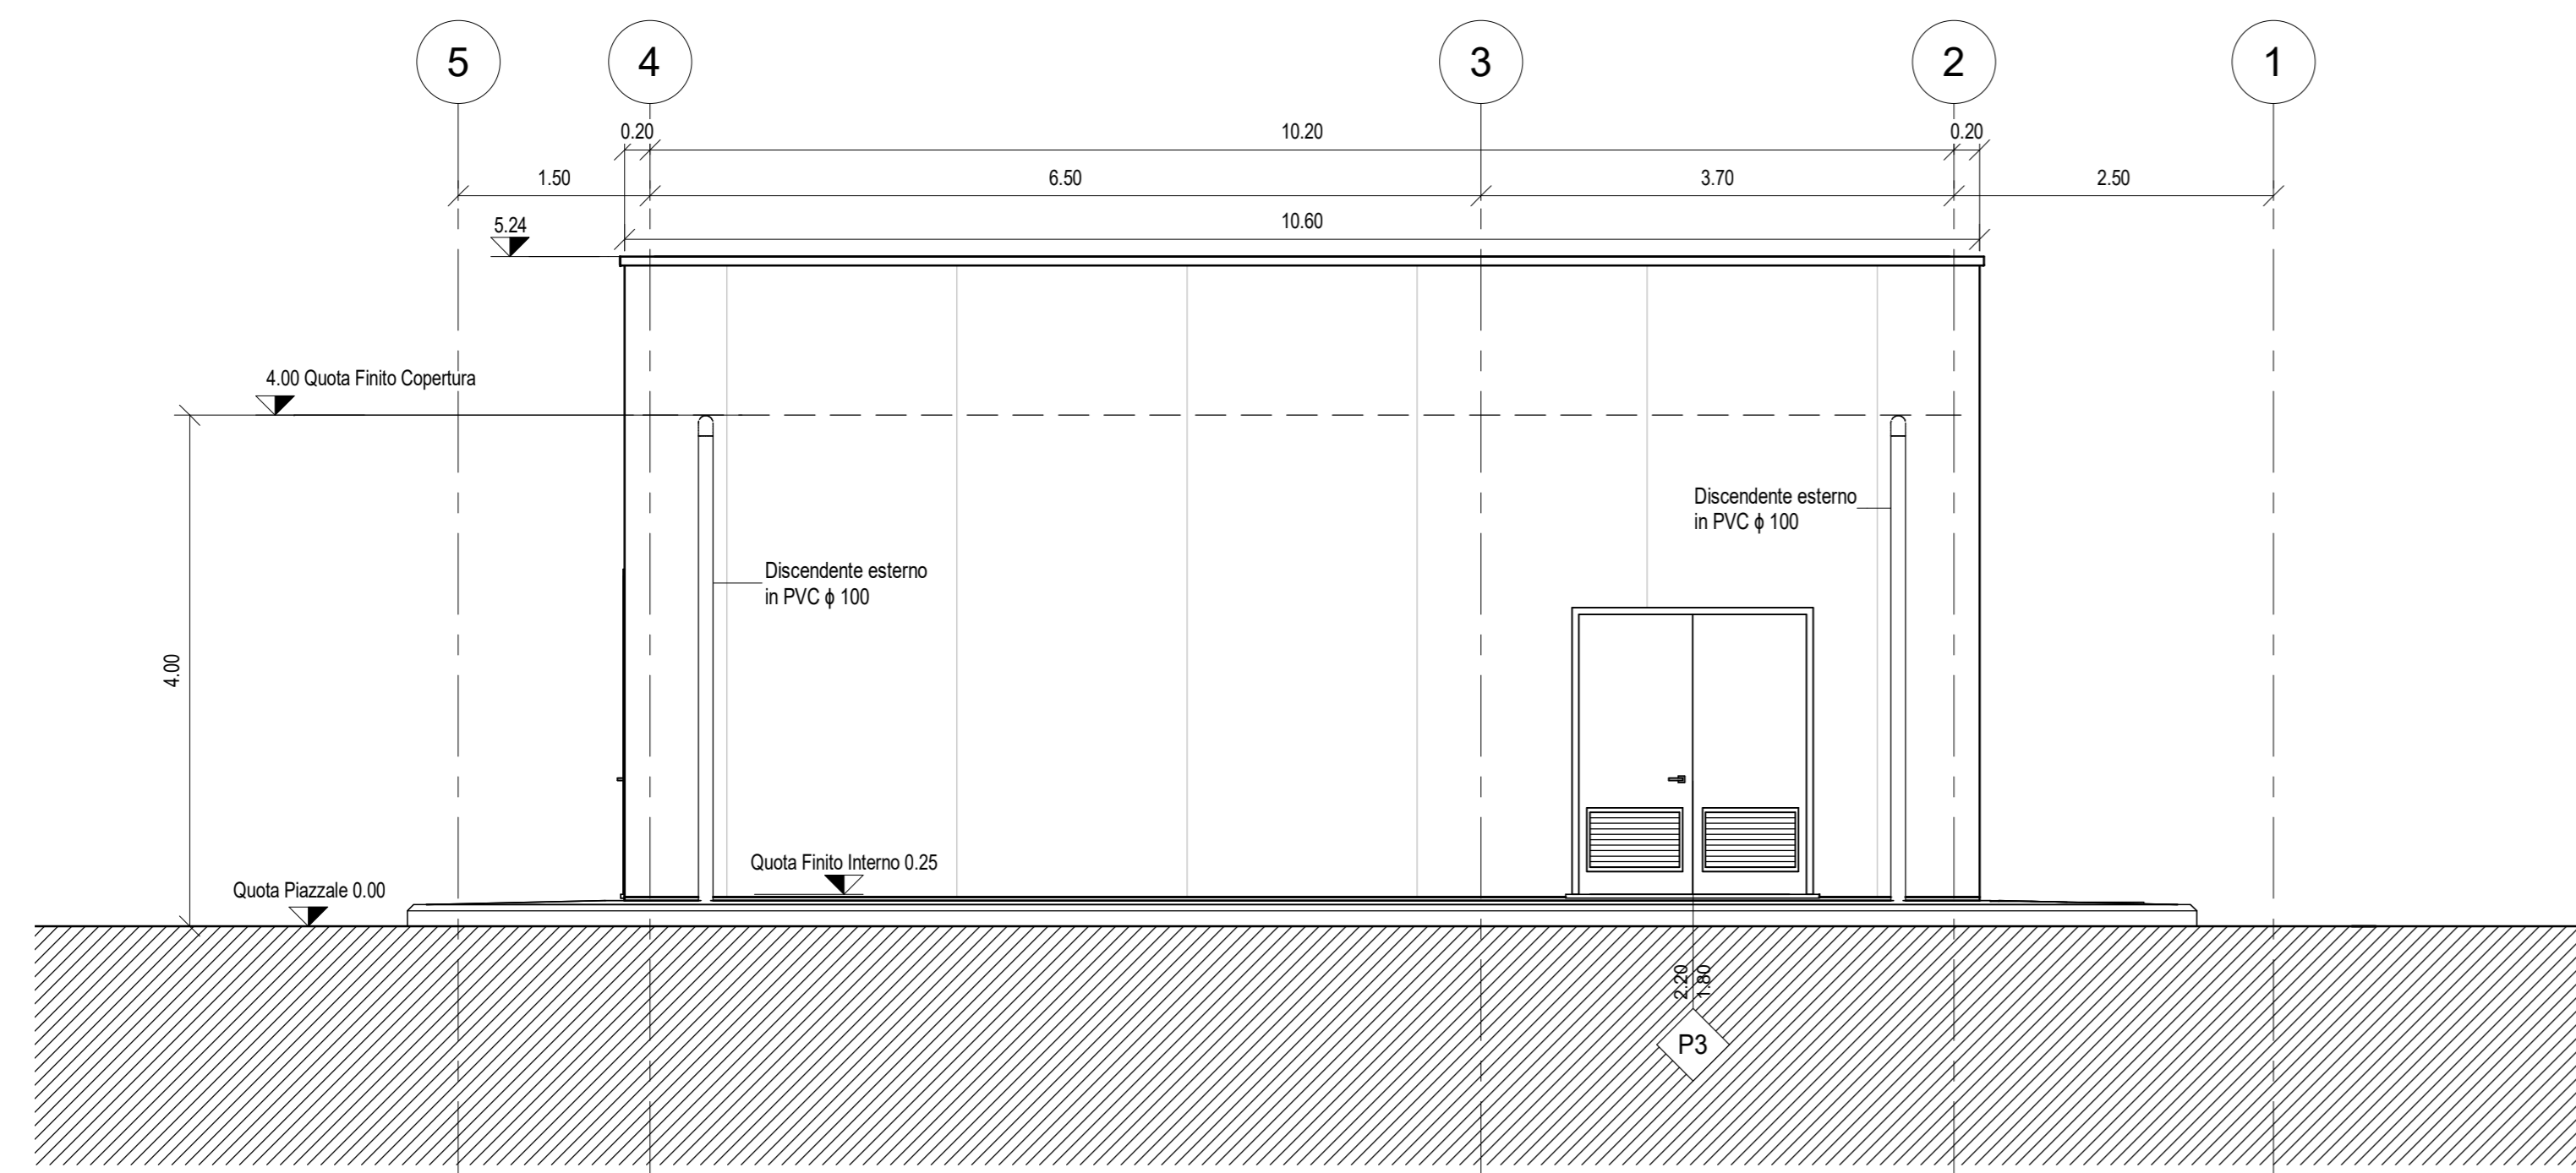 5
4
3
2
1
0.20
10.20
0.20
1.50
6.50
3.70
2.50
5.24
10.60
4.00 Quota Finito Copertura
Discendente esterno
in PVC ϕ 100
Discendente esterno
in PVC ϕ 100
4.00
Quota Finito Interno 0.25
Quota Piazzale 0.00
2.20
1.80
P3